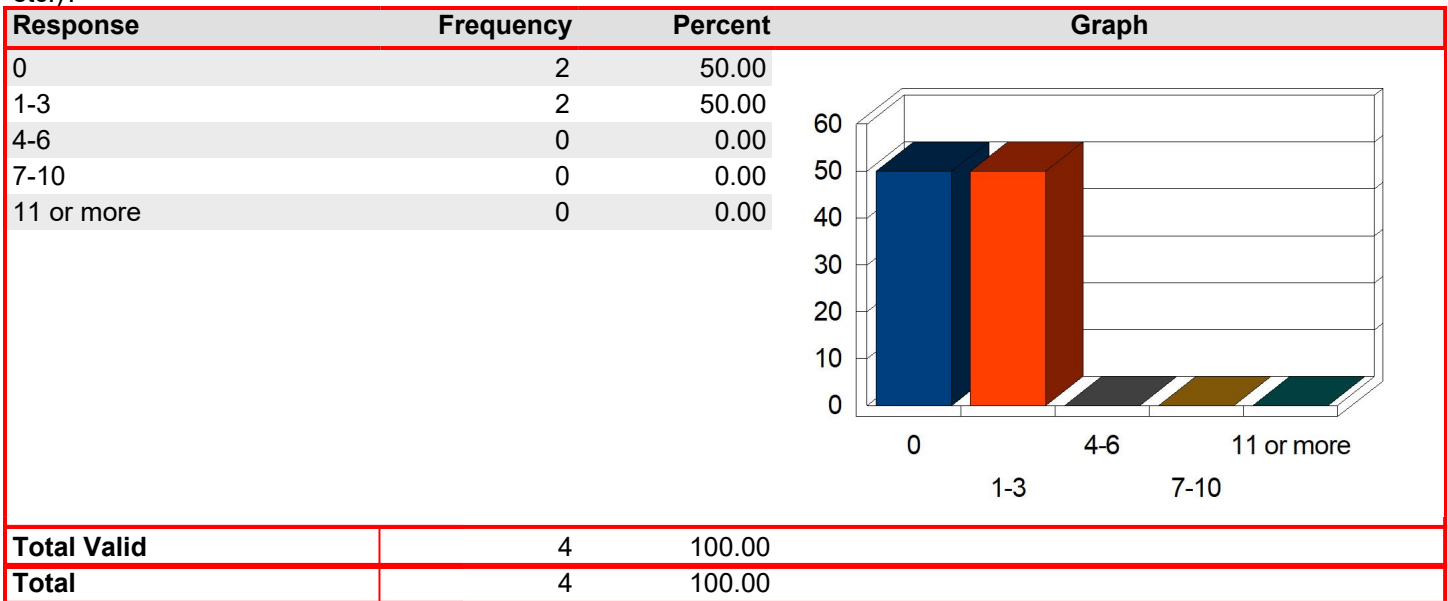 etc.)?
Response Frequency Percent Graph
0 2 50.00
1-3 2 50.00
4-6 0 0.00
7-10 0 0.00
11 or more 0 0.00
60
50
40
30
20
10
0
0 4-6 11 or more
1-3 7-10
Total Valid 4 100.00
Total 4 100.00